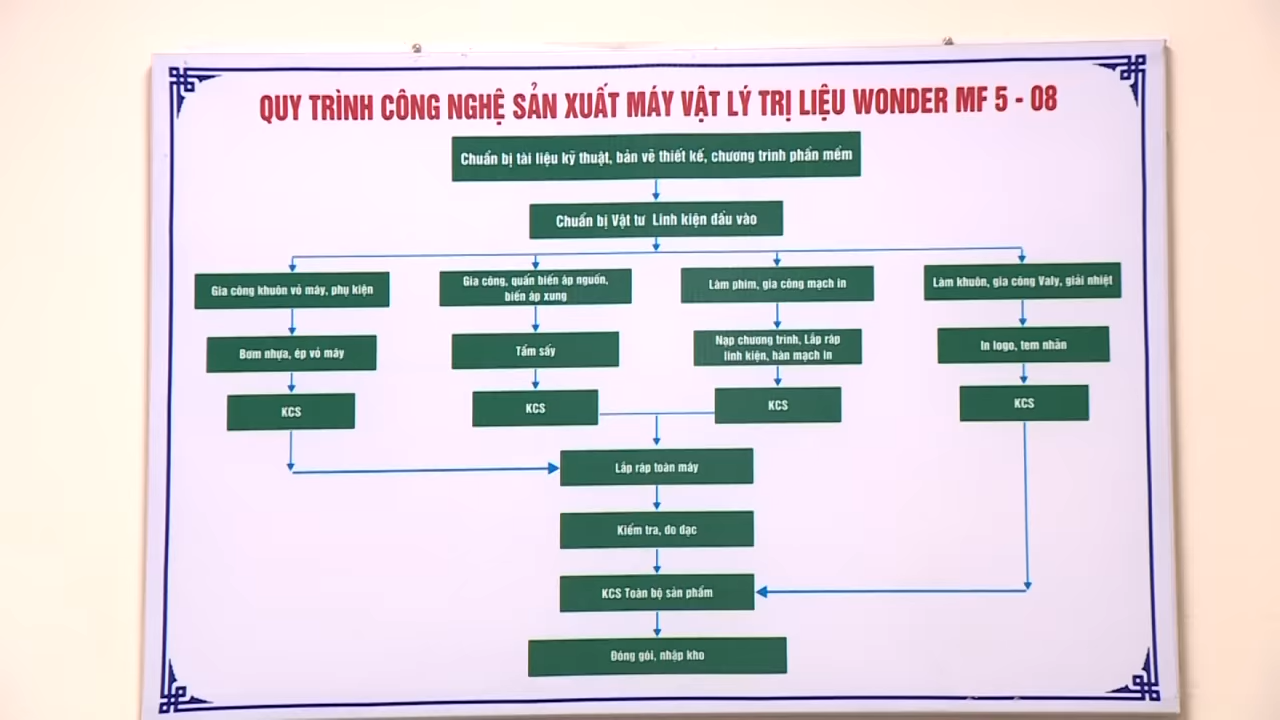 QUY TRÌNH CÔNG NGHỆ SẢN XUẤT MÁY VẬT LÝ TRỊ LIỆU WONDER MF 5 - 08
Chuẩn bị tài liệu kỹ thuật, bản vẽ thiết kế, chương trình phần mềm
Chuẩn bị Vật tư Linh kiện đầu vào
Gia công khuôn vỏ máy, phụ kiện
Gia công, quấn biến áp nguồn,
biến áp xung
Làm phim, gia công mạch in
Làm khuôn, gia công Valy, giải nhiệt
Bơm nhựa, ép vỏ máy
Tẩm sấy
Nạp chương trình, Lắp ráp
linh kiện, hàn mạch in
In logo, tem nhãn
KCS
KCS
KCS
KCS
Lắp ráp toàn máy
Kiểm tra, đo đạc
KCS Toàn bộ sản phẩm
Đóng gói, nhập kho